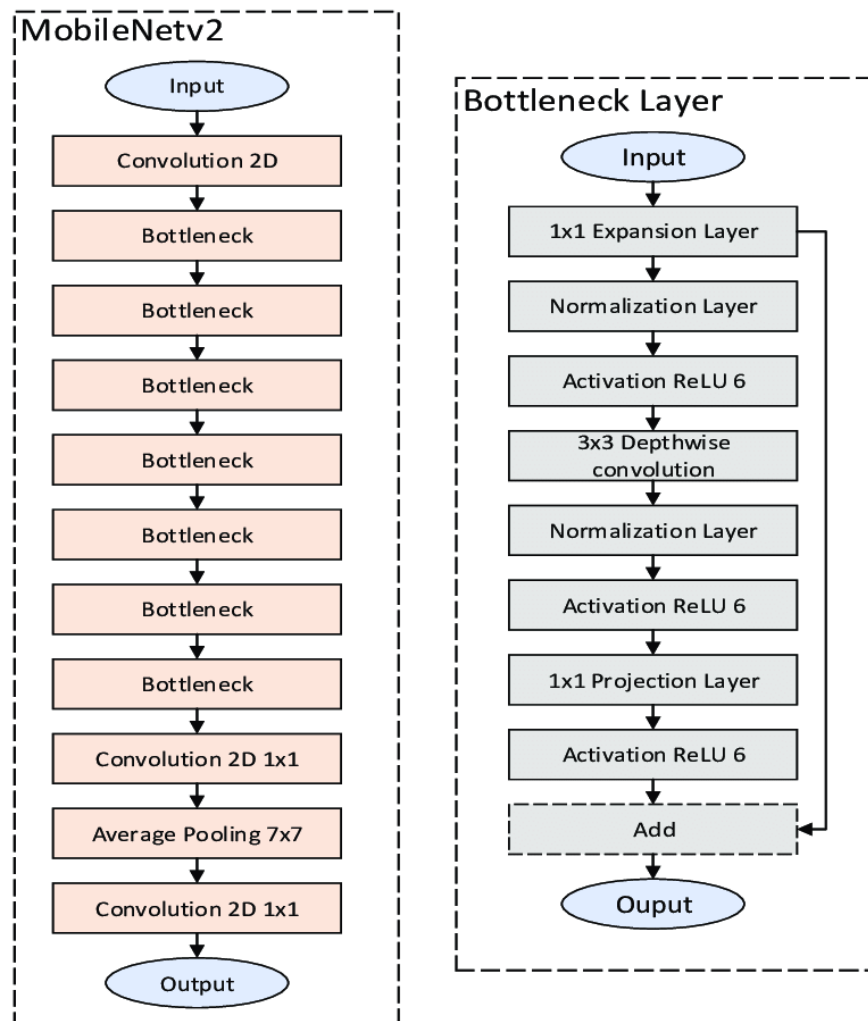 MobileNetv2
Input
Convolution 2D
Bottleneck
Bottleneck
Bottleneck
Bottleneck
Bottleneck
Bottleneck
Bottleneck
Convolution 2D 1x1
Average Pooling 7x7
Convolution 2D 1x1
Output
Bottleneck Layer
Input
1x1 Expansion Layer
Normalization Layer
Activation ReLU 6
3x3 Depthwise
convolution
Normalization Layer
Activation ReLU 6
1x1 Projection Layer
Activation ReLU 6
Add
Ouput